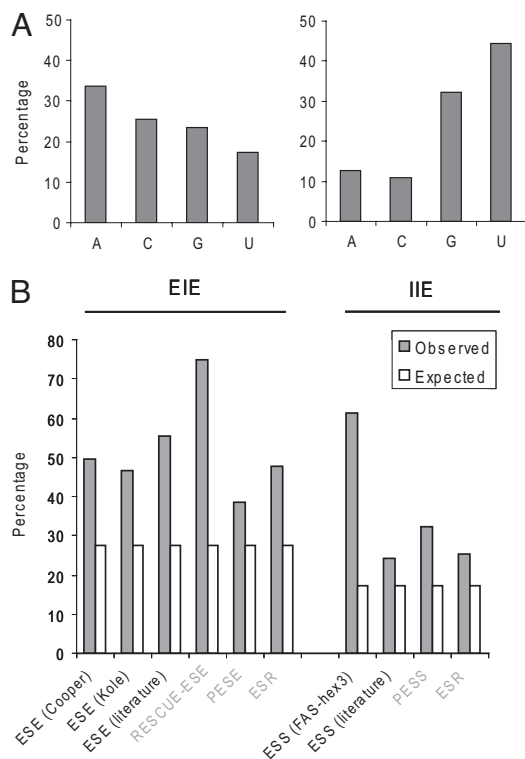 A
50
40
30
20
10
0
Percentage
A C G U
50
40
30
20
10
0
A C G U
B
EIE
IIE
Observed
Expected
80
70
60
50
40
30
20
10
0
Percentage
ESE (Cooper)
ESE (Kole)
ESE (literature)
RESCUE-ESE
PESE
ESR
ESS (FAS-hex3)
ESS (literature)
PESS
ESR